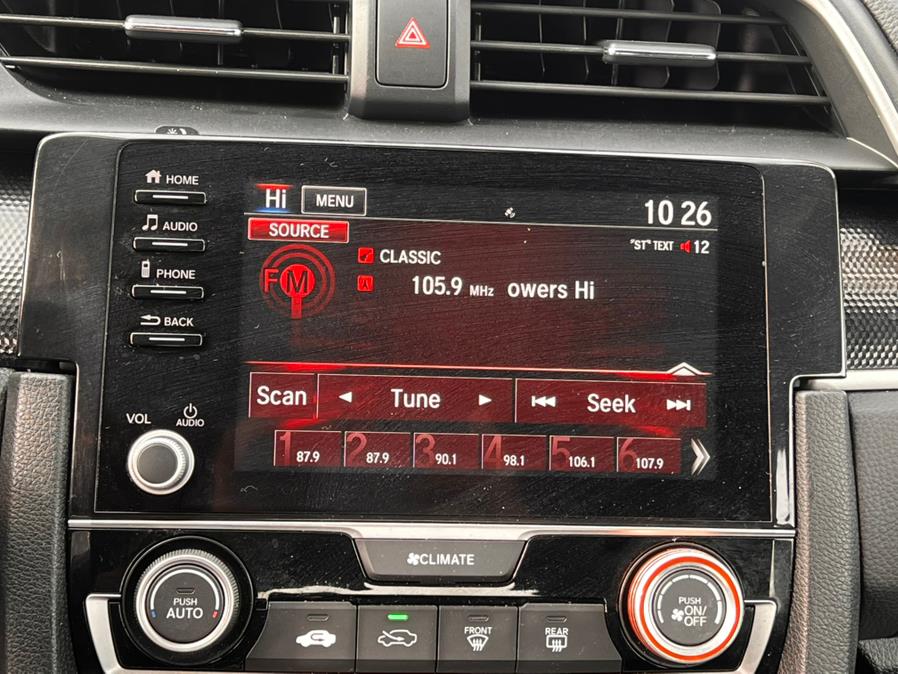 HOME
AUDIO
PHONE
BACK
VOL
AUDIO
Hi MENU 10 26
SOURCE "ST" TEXT 12
FM CLASSIC
105.9 MHz owers Hi
Scan Tune Seek
1 87.9 2 87.9 3 90.1 4 98.1 5 106.1 6 107.9
CLIMATE
PUSH AUTO
FRONT
REAR
PUSH ON/OFF